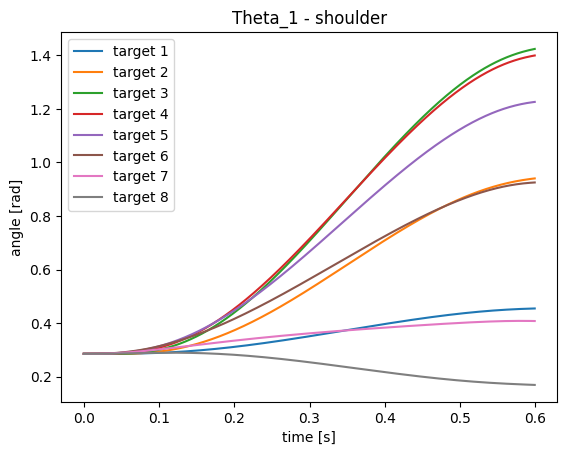 Theta_1 - shoulder
target 1
target 2
target 3
target 4
target 5
target 6
target 7
target 8
angle [rad]
1.4
1.2
1.0
0.8
0.6
0.4
0.2
0.0 0.1 0.2 0.3 0.4 0.5 0.6
time [s]